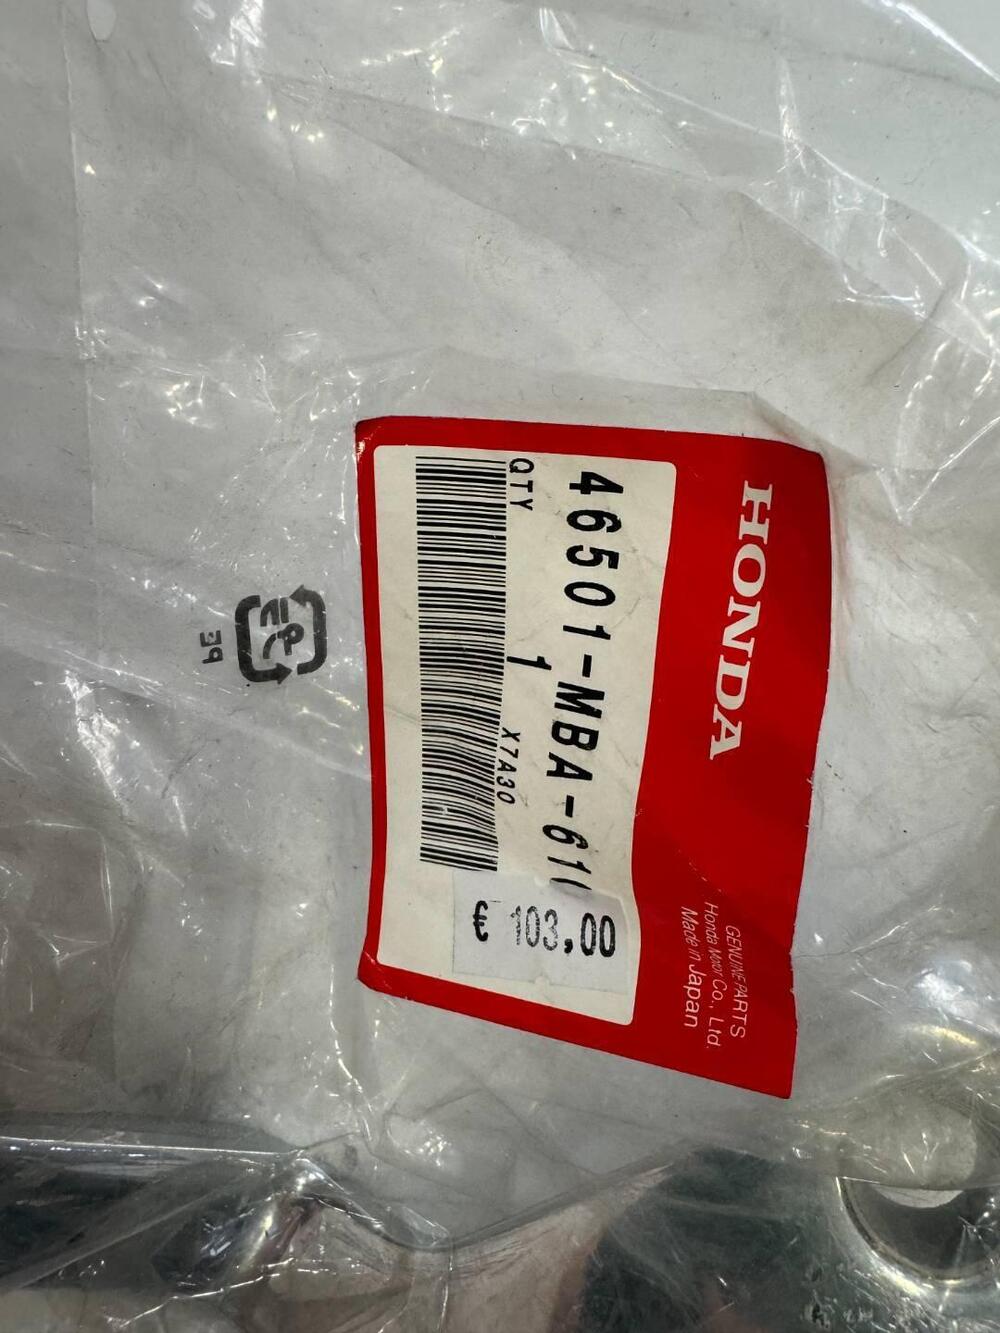 HONDA
GENUINE PARTS
Honda Motor Co., Ltd.
Made in Japan
46501-MBA-61
QTY 1 X7A30
€ 103,00
PE